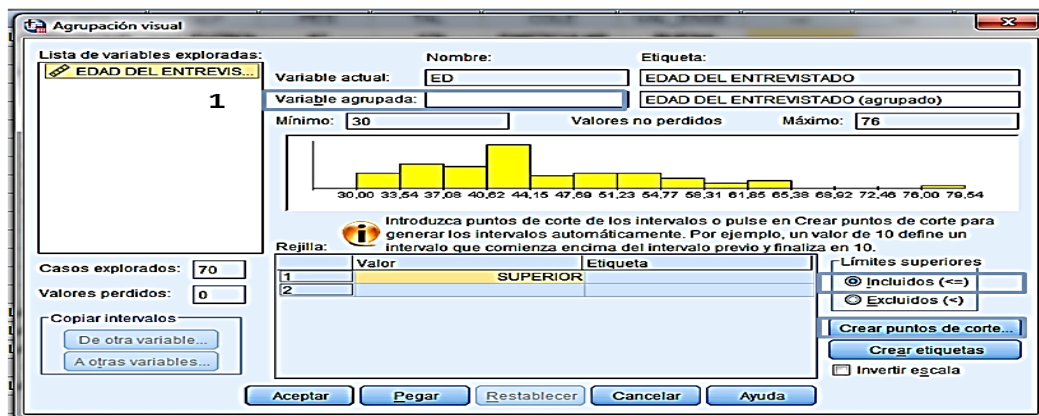 Agrupación visual
Lista de variables exploradas:
EDAD DEL ENTREVIS...
1
Nombre:
Etiqueta:
Variable actual:
ED
EDAD DEL ENTREVISTADO
Variable agrupada:
EDAD DEL ENTREVISTADO (agrupado)
Mínimo:
30
Valores no perdidos
Máximo:
76
30,00 33,54 37,08 40,62 44,15 47,69 51,23 54,77 58,31 61,85 65,38 68,92 72,46 76,00 79,54
Introduzca puntos de corte de los intervalos o pulse en Crear puntos de corte para
generar los intervalos automáticamente. Por ejemplo, un valor de 10 define un
intervalo que comienza encima del intervalo previo y finaliza en 10.
Rejilla:
Valor
Etiqueta
1
SUPERIOR
2
Casos explorados:
70
Valores perdidos:
0
Copiar intervalos
De otra variable...
A otras variables...
Límites superiores
Incluidos (<=)
Excluidos (<)
Crear puntos de corte...
Crear etiquetas
Invertir escala
Aceptar
Pegar
Restablecer
Cancelar
Ayuda